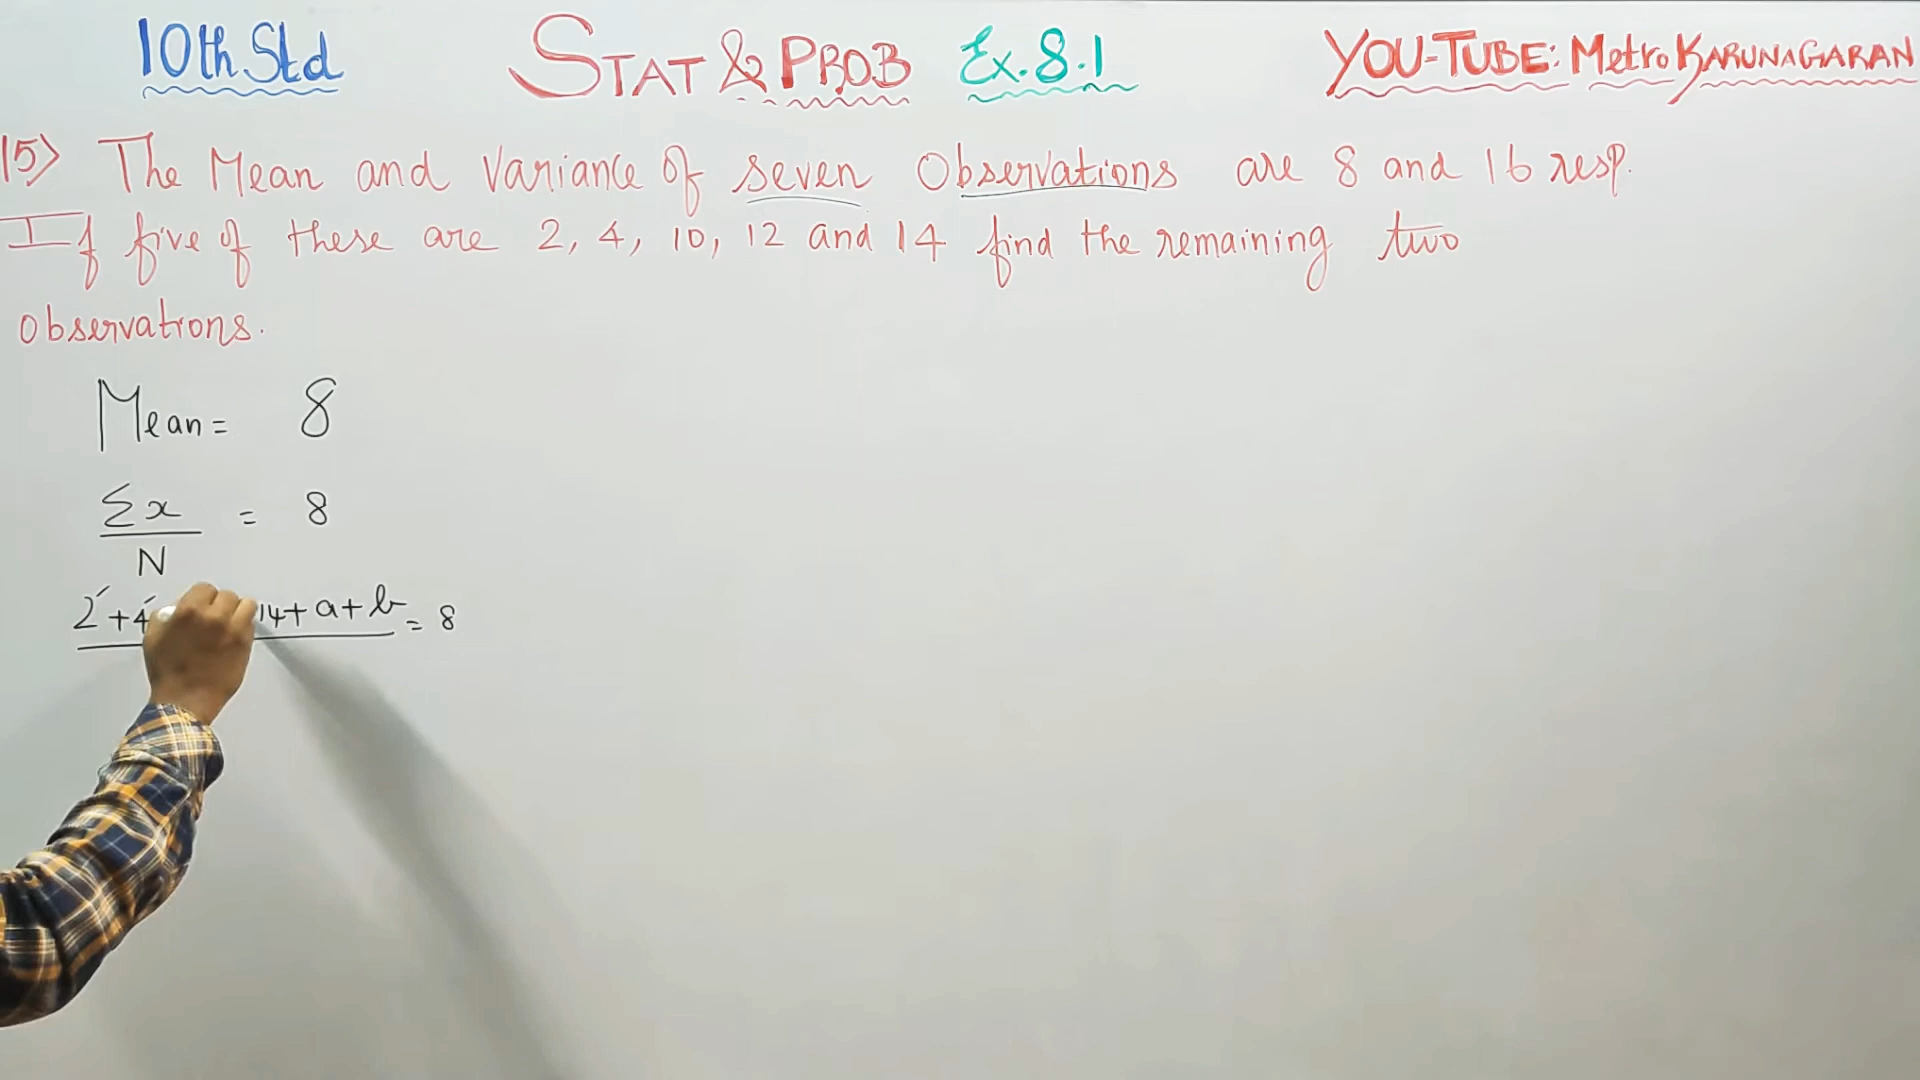 10th Std STAT & PROB Ex.8.1 YOU-TUBE: Metro KARUNAGARAN
15) The Mean and Variance of seven Observations are 8 and 16 resp.
If five of these are 2, 4, 10, 12 and 14 find the remaining two
observations.
Mean = 8
Σx = 8
N
2+4 14+a+b = 8